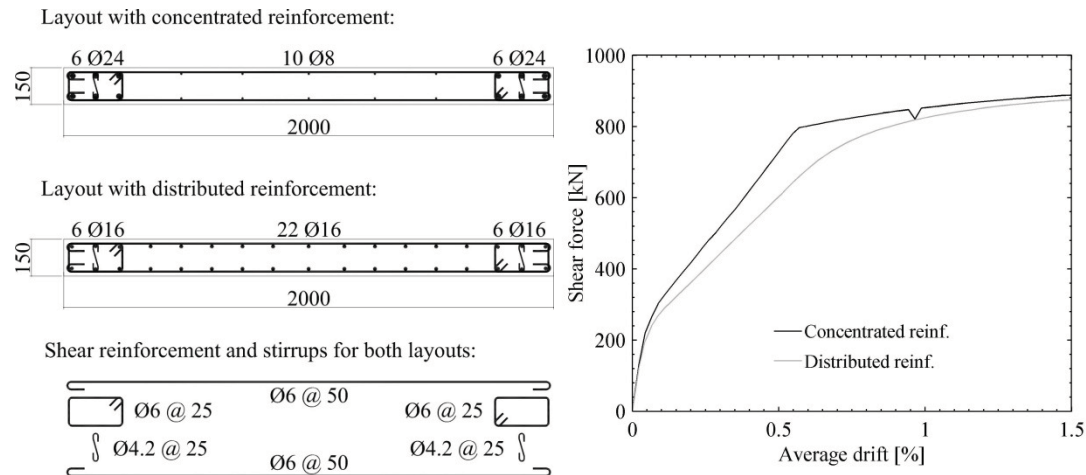 Layout with concentrated reinforcement:
6 Ø24 10 Ø8 6 Ø24
150
2000
Layout with distributed reinforcement:
6 Ø16 22 Ø16 6 Ø16
150
2000
Shear reinforcement and stirrups for both layouts:
Ø6 @ 50
Ø6 @ 25 Ø6 @ 25
Ø4.2 @ 25 Ø4.2 @ 25
Ø6 @ 50
1000
800
600
400
200
0
Shear force [kN]
Concentrated reinf.
Distributed reinf.
0 0.5 1 1.5
Average drift [%]